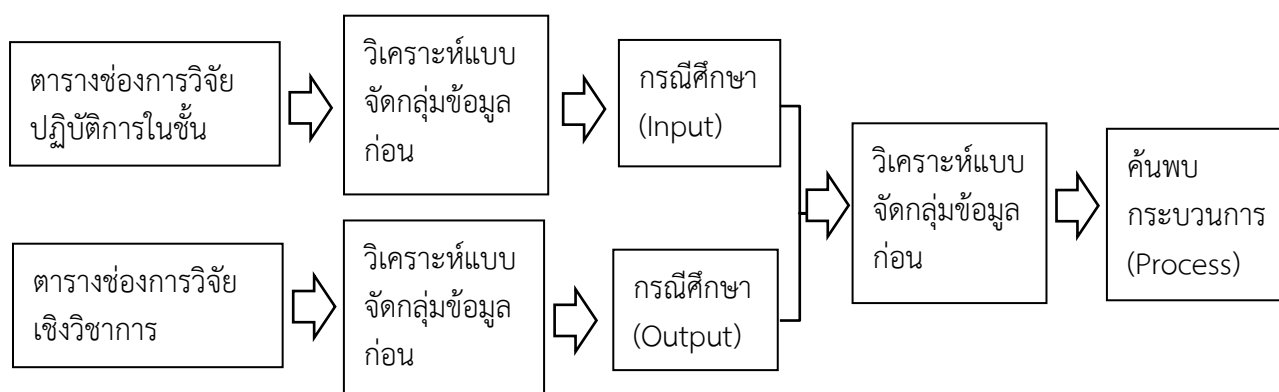 ตารางช่องการวิจัย
ปฏิบัติการในชั้น
วิเคราะห์แบบ
จัดกลุ่มข้อมูล
ก่อน
กรณีศึกษา
(Input)
ตารางช่องการวิจัย
เชิงวิชาการ
วิเคราะห์แบบ
จัดกลุ่มข้อมูล
ก่อน
กรณีศึกษา
(Output)
วิเคราะห์แบบ
จัดกลุ่มข้อมูล
ก่อน
ค้นพบ
กระบวนการ
(Process)